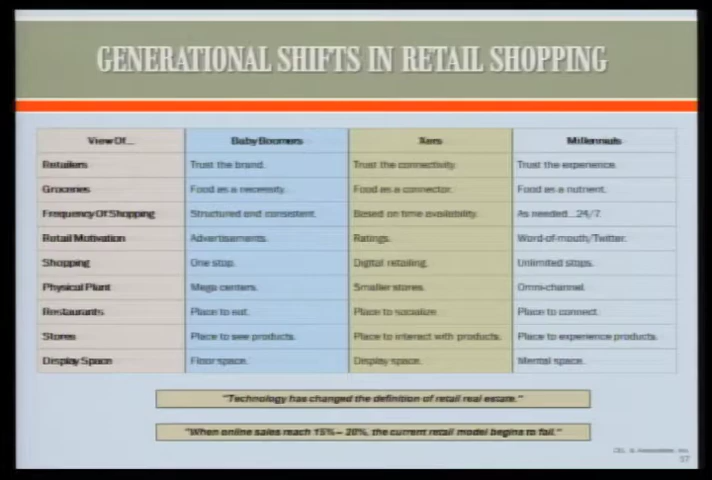 GENERATIONAL SHIFTS IN RETAIL SHOPPING
View Of... Baby Boomers Xers Millennials
Retailers Trust the brand. Trust the connectivity. Trust the experience.
Groceries Food as a necessity. Food as a connector. Food as a nutrient.
Frequency Of Shopping Structured and consistent. Based on time availability. As needed...24/7.
Retail Motivation Advertisements. Ratings. Word-of-mouth/Twitter.
Shopping One stop. Digital retailing. Unlimited stops.
Physical Plant Mega centers. Smaller stores. Omni-channel.
Restaurants Place to eat. Place to socialize. Place to connect.
Stores Place to see products. Place to interact with products. Place to experience products.
Display Space Floor space. Display space. Mental space.
"Technology has changed the definition of retail real estate."
"When online sales reach 15% – 20%, the current retail model begins to fail."
37